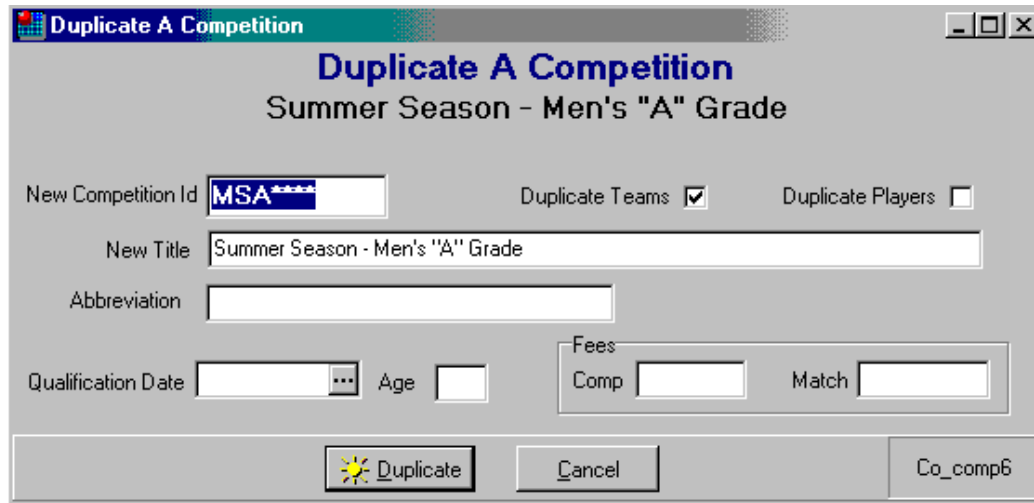 Duplicate A Competition
Duplicate A Competition
Summer Season - Men's "A" Grade
New Competition Id MSA**** Duplicate Teams Duplicate Players
New Title Summer Season - Men's "A" Grade
Abbreviation
Fees
Qualification Date ... Age Comp Match
Duplicate Cancel Co_comp6